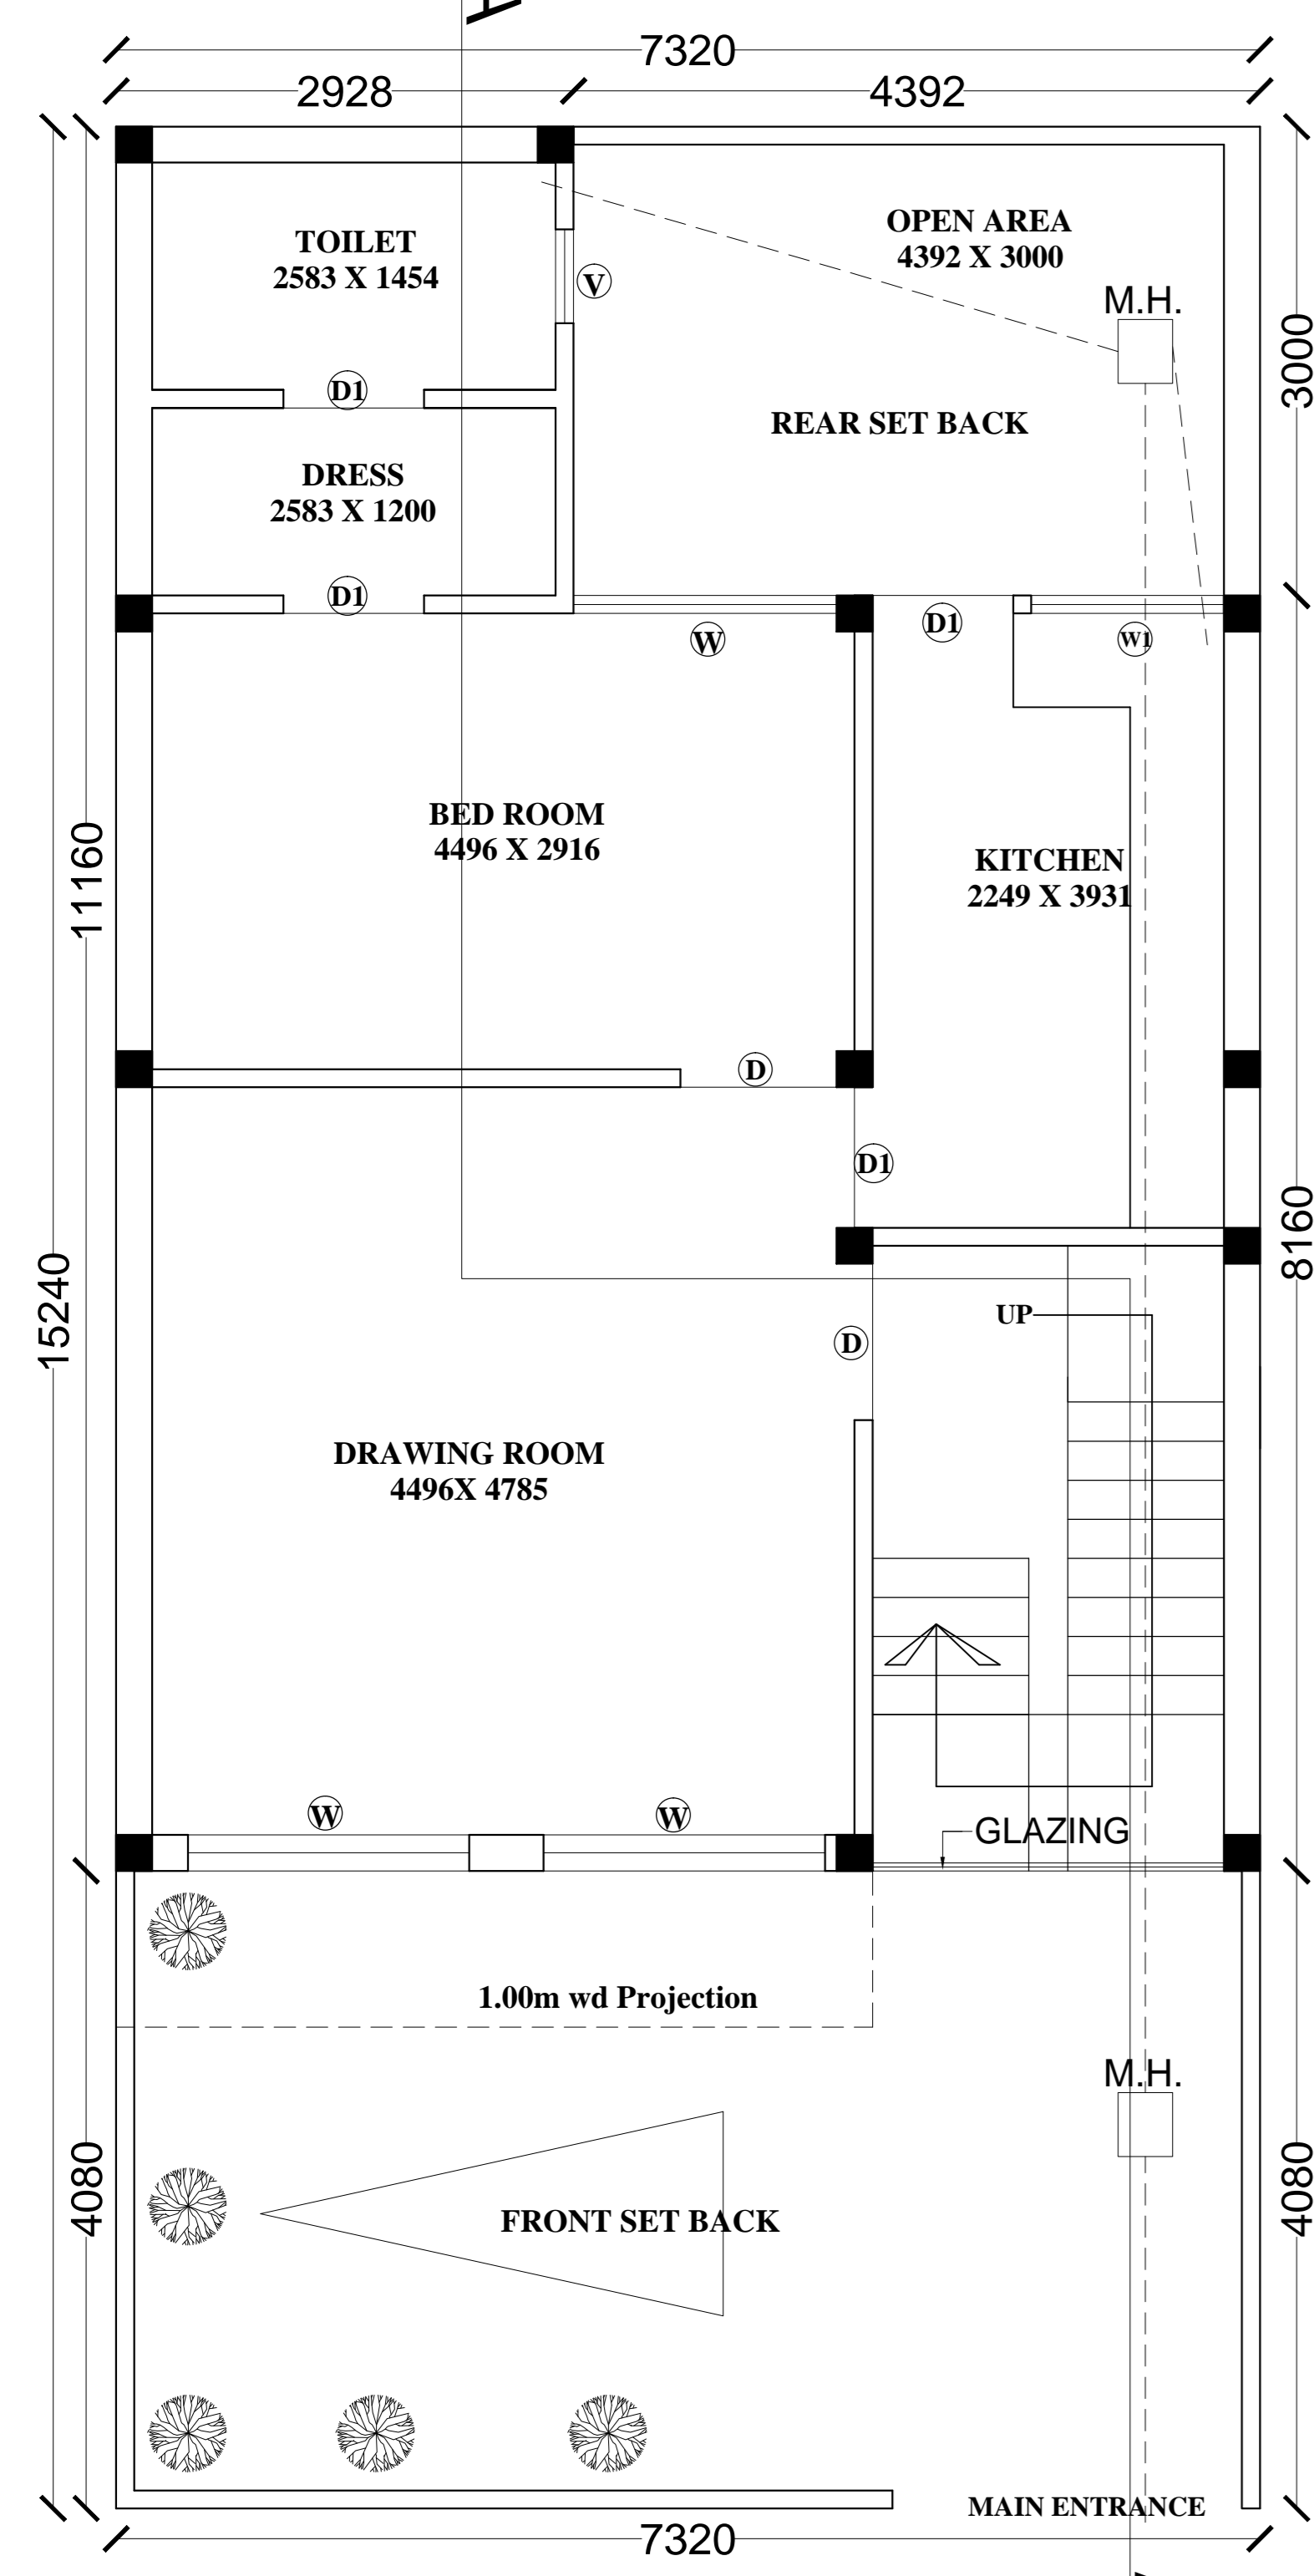 A
7320
2928
4392
TOILET
2583 X 1454
OPEN AREA
4392 X 3000
V
M.H.
3000
D1
REAR SET BACK
DRESS
2583 X 1200
D1
W
D1
W1
BED ROOM
4496 X 2916
KITCHEN
2249 X 3931
11160
D
D1
8160
15240
UP
D
DRAWING ROOM
4496X 4785
W
W
GLAZING
1.00m wd Projection
M.H.
4080
FRONT SET BACK
4080
MAIN ENTRANCE
7320